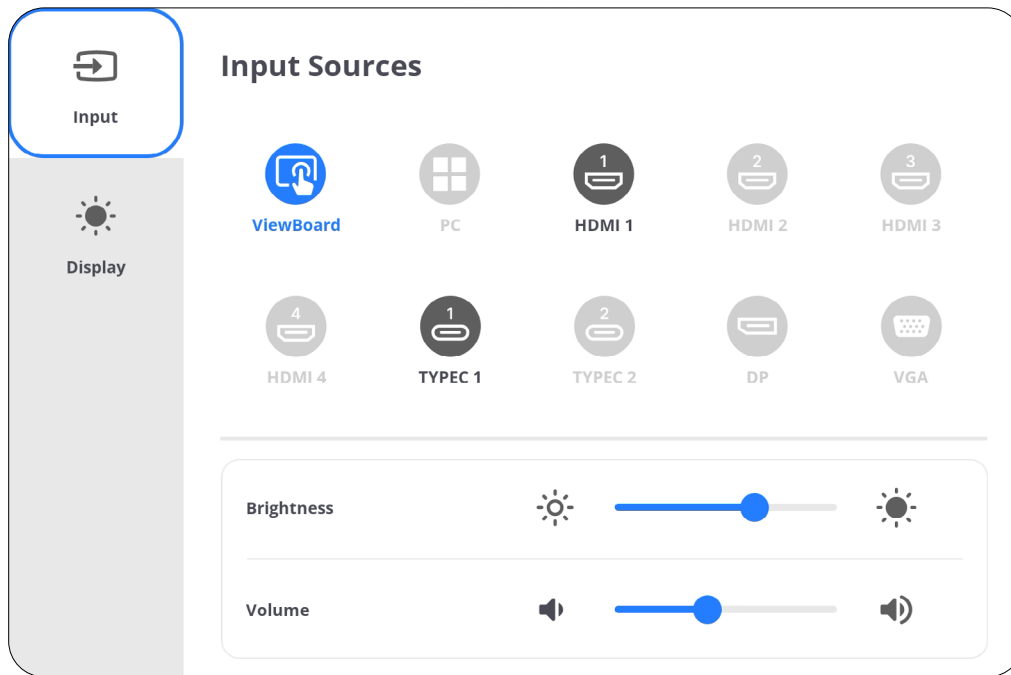 Input
Display
Input Sources
ViewBoard
PC
1
HDMI 1
2
HDMI 2
3
HDMI 3
4
HDMI 4
1
TYPEC 1
2
TYPEC 2
DP
VGA
Brightness
Volume